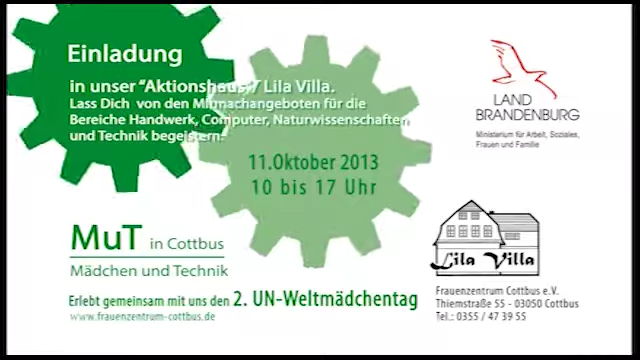 Einladung
in unser "Aktionshaus"/ Lila Villa.
Lass Dich von den Mitmachangeboten für die
Bereiche Handwerk, Computer, Naturwissenschaften
und Technik begeistern.
11.Oktober 2013
10 bis 17 Uhr
LAND
BRANDENBURG
Ministerium für Arbeit, Soziales,
Frauen und Familie
MuT in Cottbus
Mädchen und Technik
Erlebt gemeinsam mit uns den 2. UN-Weltmädchentag
www.frauenzentrum-cottbus.de
Lila Villa
Frauenzentrum Cottbus e.V.
Thiemstraße 55 - 03050 Cottbus
Tel.: 0355 / 47 39 55